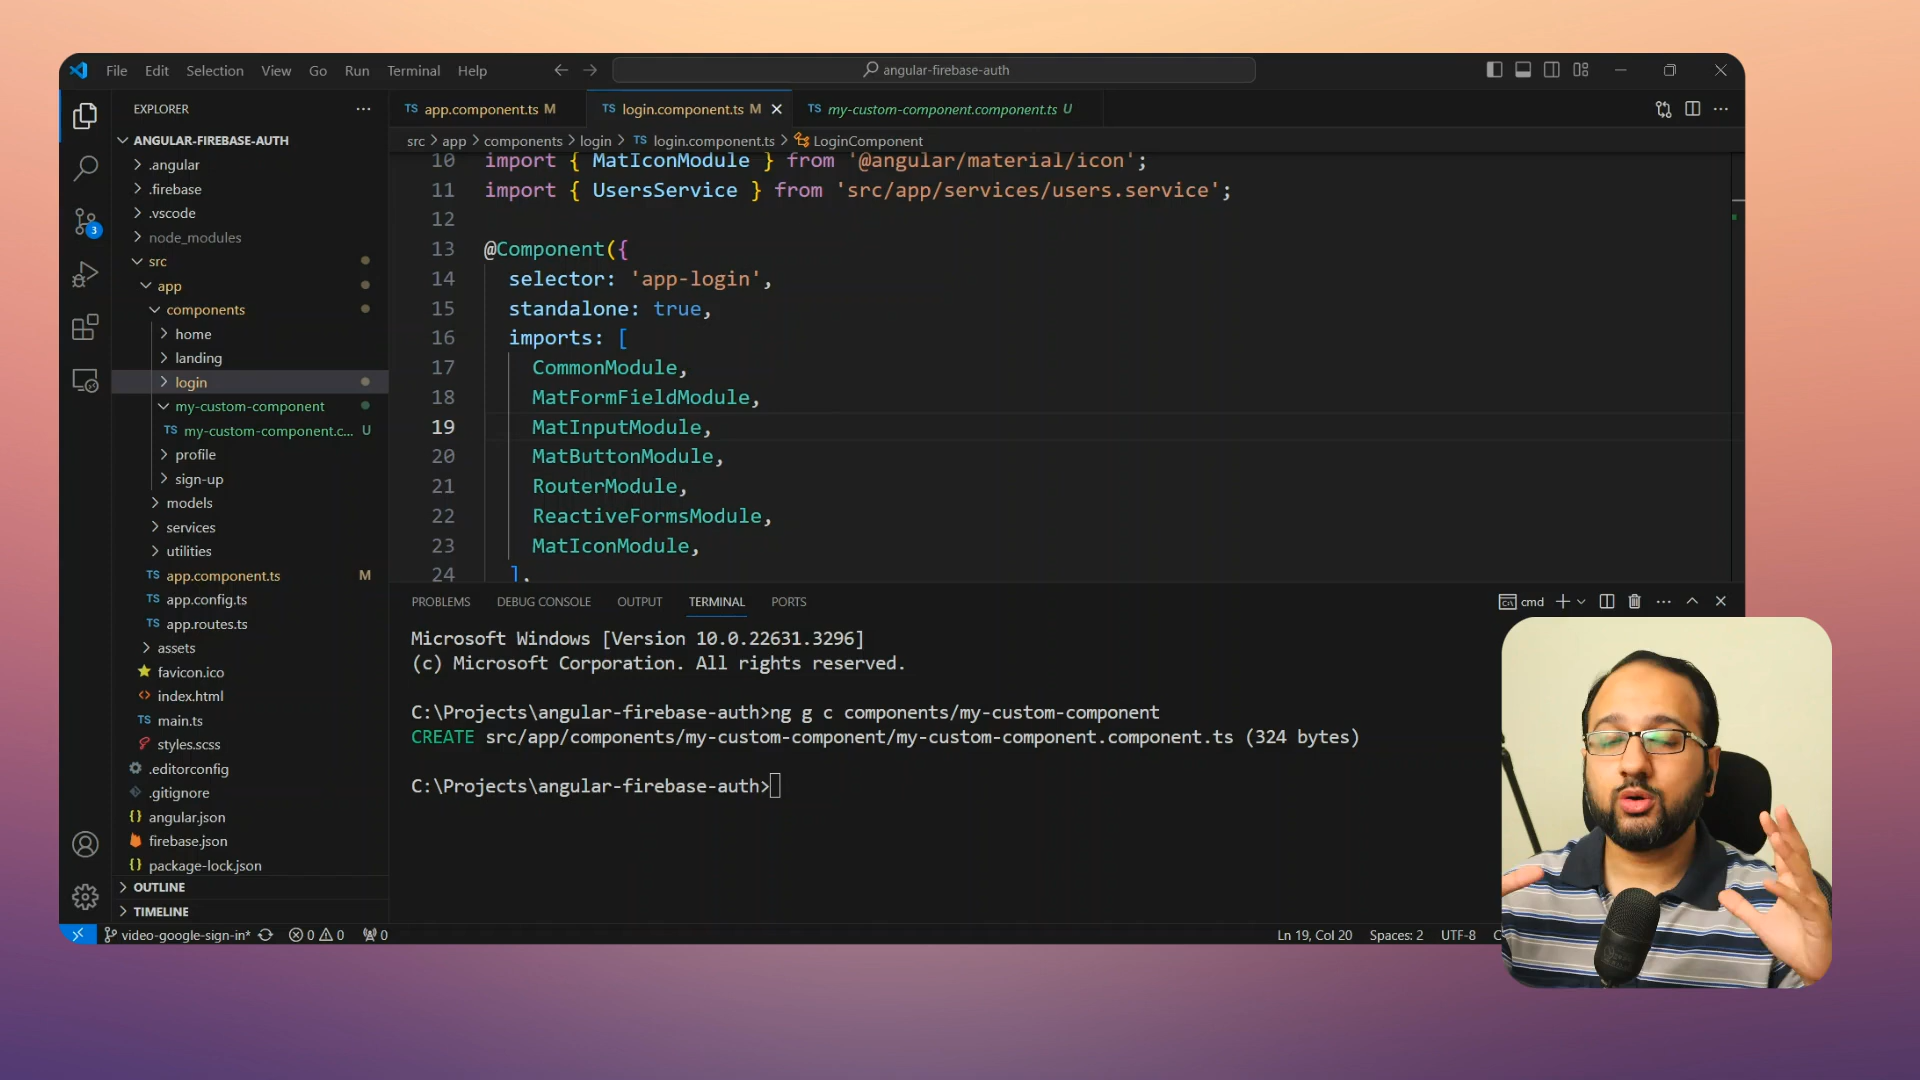 File Edit Selection View Go Run Terminal Help
angular-firebase-auth
EXPLORER
ANGULAR-FIREBASE-AUTH
.angular
.firebase
.vscode
node_modules
src
app
components
home
landing
login
my-custom-component
TS my-custom-component.c... U
profile
sign-up
models
services
utilities
TS app.component.ts M
TS app.config.ts
TS app.routes.ts
assets
favicon.ico
index.html
TS main.ts
styles.scss
.editorconfig
.gitignore
{} angular.json
firebase.json
{} package-lock.json
OUTLINE
TIMELINE
3
TS app.component.ts M
TS login.component.ts M
TS my-custom-component.component.ts U
src > app > components > login > TS login.component.ts > LoginComponent
10 import { MatIconModule } from '@angular/material/icon';
11 import { UsersService } from 'src/app/services/users.service';
12
13 @Component({
14 selector: 'app-login',
15 standalone: true,
16 imports: [
17 CommonModule,
18 MatFormFieldModule,
19 MatInputModule,
20 MatButtonModule,
21 RouterModule,
22 ReactiveFormsModule,
23 MatIconModule,
24 ],
PROBLEMS DEBUG CONSOLE OUTPUT TERMINAL PORTS
cmd
Microsoft Windows [Version 10.0.22631.3296]
(c) Microsoft Corporation. All rights reserved.
C:\Projects\angular-firebase-auth>ng g c components/my-custom-component
CREATE src/app/components/my-custom-component/my-custom-component.component.ts (324 bytes)
C:\Projects\angular-firebase-auth>
video-google-sign-in* 0 0 0
Ln 19, Col 20 Spaces: 2 UTF-8 C